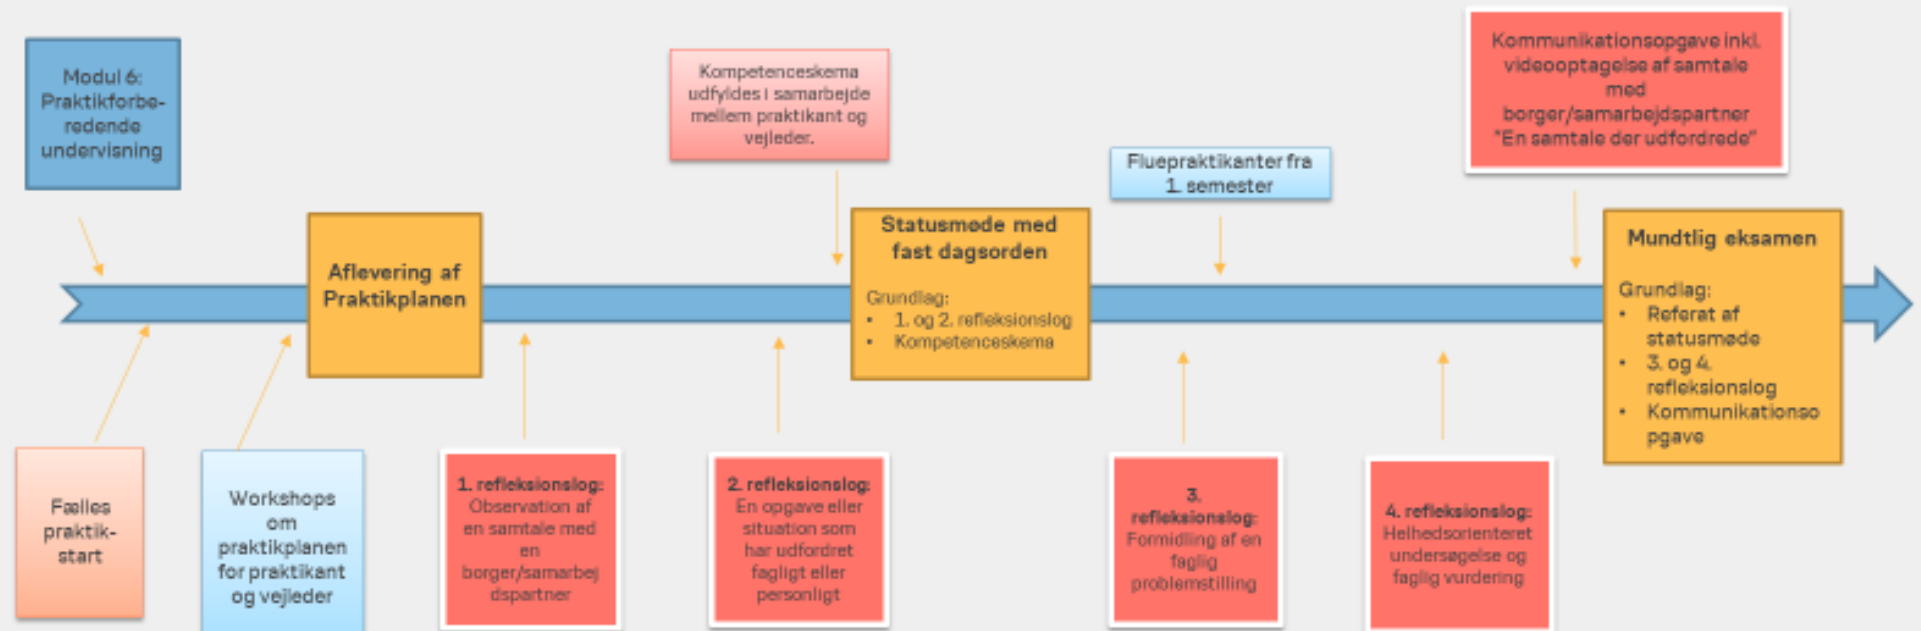 Modul 6:
Praktikforbe-
redende
undervisning
Kompetenceskema
udfyldes i samarbejde
mellem praktikant og
vejleder.
Fluepraktikanter fra
1. semester
Kommunikationsopgave inkl.
videooptagelse af samtale
med
borger/samarbejdspartner
"En samtale der udfordrede"
Aflevering af
Praktikplanen
Statusmøde med
fast dagsorden
Grundlag:
• 1. og 2. refleksionslog
• Kompetenceskema
Mundtlig eksamen
Grundlag:
• Referat af
statusmøde
• 3. og 4.
refleksionslog
• Kommunikationso
pgave
Fælles
praktik-
start
Workshops
om
praktikplanen
for praktikant
og vejleder
1. refleksionslog:
Observation af
en samtale med
en
borger/samarbej
dspartner
2. refleksionslog:
En opgave eller
situation som
har udfordret
fagligt eller
personligt
3.
refleksionslog:
Formidling af en
faglig
problemstilling
4. refleksionslog:
Helhedsorienteret
undersøgelse og
faglig vurdering